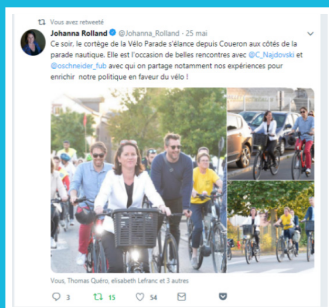 Vous avez retweeté
Johanna Rolland @Johanna_Rolland · 25 mai
Ce soir, le cortège de la Vélo Parade s'élance depuis Coueron aux côtés de la
parade nautique. Elle est l'occasion de belles rencontres avec @C_Najdovski et
@oschneider_fub avec qui on partage notamment nos expériences pour
enrichir notre politique en faveur du vélo !
Vous, Thomas Quéro, elisabeth Lefranc et 3 autres
3 15 54